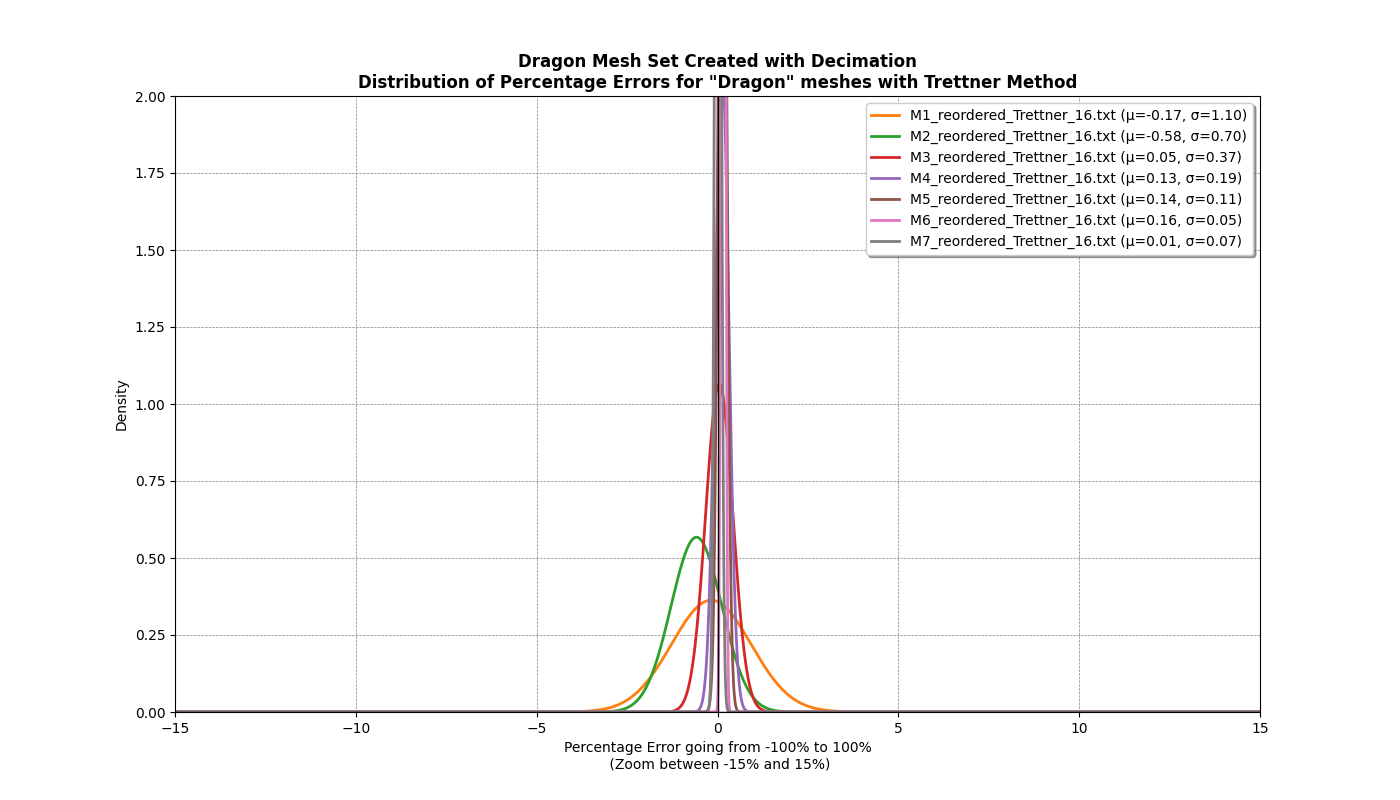 Dragon Mesh Set Created with Decimation
Distribution of Percentage Errors for "Dragon" meshes with Trettner Method
2.00
1.75
1.50
1.25
1.00
0.75
0.50
0.25
0.00
Density
M1_reordered_Trettner_16.txt (μ=-0.17, σ=1.10)
M2_reordered_Trettner_16.txt (μ=-0.58, σ=0.70)
M3_reordered_Trettner_16.txt (μ=0.05, σ=0.37)
M4_reordered_Trettner_16.txt (μ=0.13, σ=0.19)
M5_reordered_Trettner_16.txt (μ=0.14, σ=0.11)
M6_reordered_Trettner_16.txt (μ=0.16, σ=0.05)
M7_reordered_Trettner_16.txt (μ=0.01, σ=0.07)
−15 −10 −5 0 5 10 15
Percentage Error going from -100% to 100%
(Zoom between -15% and 15%)